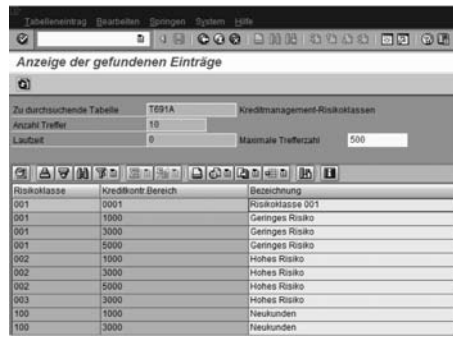 Tabelleneintrag Bearbeiten Springen System Hilfe
Anzeige der gefundenen Einträge
Zu durchsuchende Tabelle T691A Kreditmanagement-Risikoklassen
Anzahl Treffer 10
Laufzeit 0 Maximale Trefferzahl 500
Risikoklasse Kreditkontr.Bereich Bezeichnung
001 0001 Risikoklasse 001
001 1000 Geringes Risiko
001 3000 Geringes Risiko
001 5000 Geringes Risiko
002 1000 Hohes Risiko
002 3000 Hohes Risiko
002 5000 Hohes Risiko
003 3000 Hohes Risiko
100 1000 Neukunden
100 3000 Neukunden